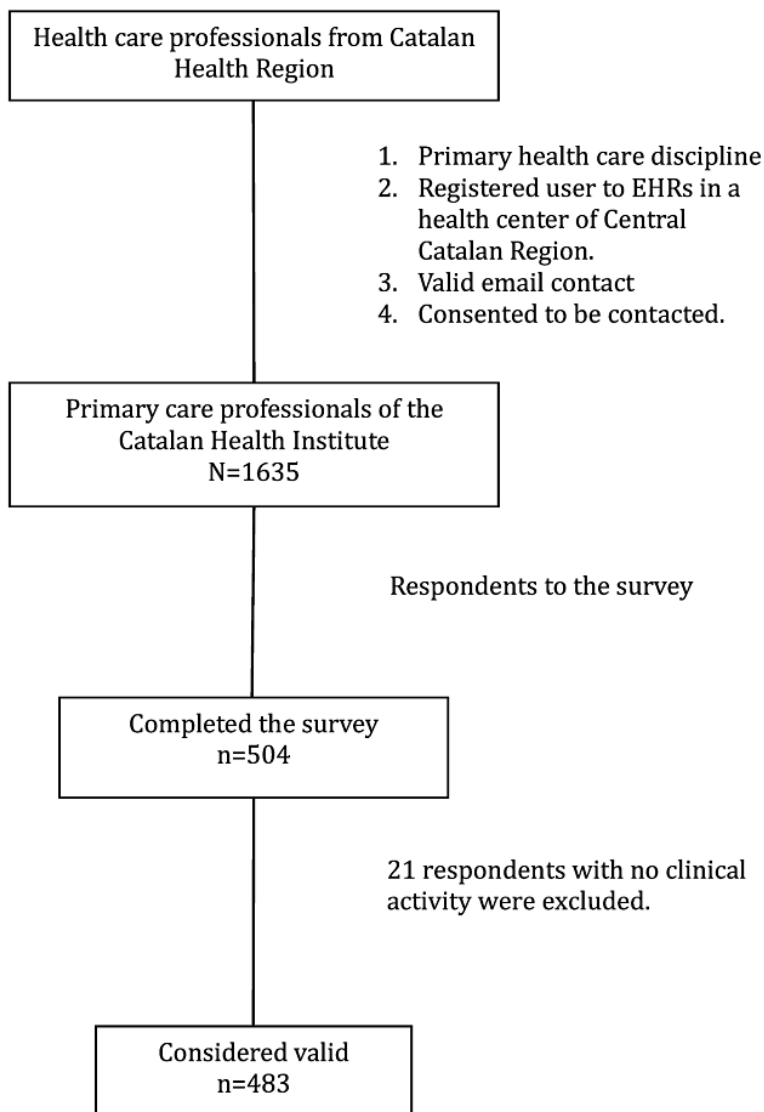 Health care professionals from Catalan
Health Region
1. Primary health care discipline
2. Registered user to EHRs in a
health center of Central
Catalan Region.
3. Valid email contact
4. Consented to be contacted.
Primary care professionals of the
Catalan Health Institute
N=1635
Respondents to the survey
Completed the survey
n=504
21 respondents with no clinical
activity were excluded.
Considered valid
n=483